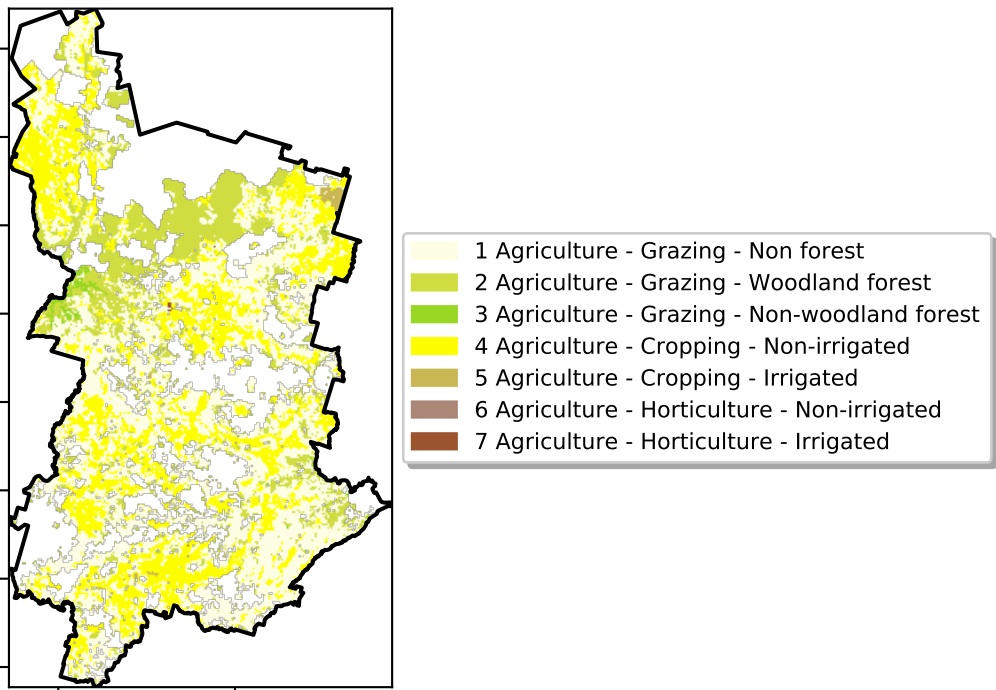 1 Agriculture - Grazing - Non forest
2 Agriculture - Grazing - Woodland forest
3 Agriculture - Grazing - Non-woodland forest
4 Agriculture - Cropping - Non-irrigated
5 Agriculture - Cropping - Irrigated
6 Agriculture - Horticulture - Non-irrigated
7 Agriculture - Horticulture - Irrigated